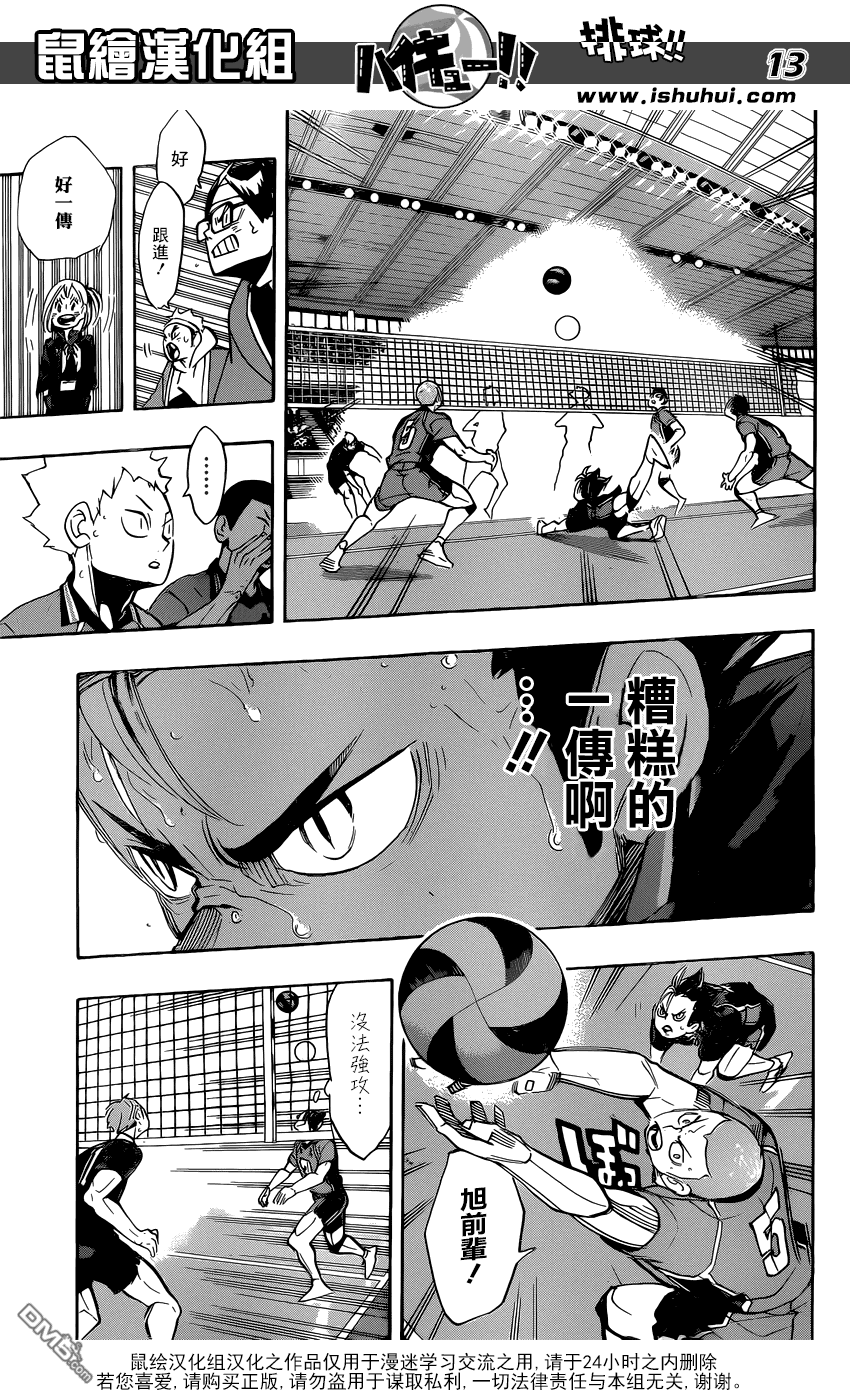 鼠繪漢化組
ハイキュー!!
排球!!
13
www.ishuhui.com
好
跟進!
好一傳
……
糟糕的
一傳啊
…!!
旭前輩!
沒法強攻…
5
5
DM5.com
鼠绘汉化组汉化之作品仅用于漫迷学习交流之用,请于24小时之内删除
若您喜爱,请购买正版,请勿盗用于谋取私利,一切法律责任与本组无关,谢谢。